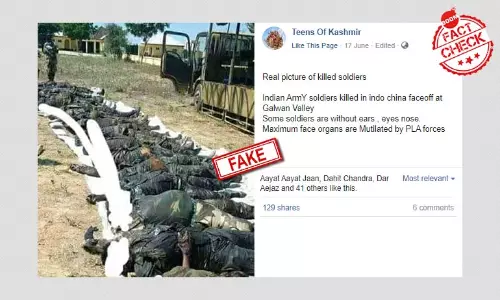 BOOM
FACT
CHECK
Teens Of Kashmir
Like This Page · 17 June · Edited ·
Real picture of killed soldiers
Indian ArmY soldiers killed in indo china faceoff at
Galwan Valley
Some soldiers are without ears , eyes nose.
Maximum face organs are Mutilated by PLA forces
FAKE
Aayat Aayat Jaan, Dahit Chandra, Dar
Aejaz and 41 others like this.
Most relevant
129 shares
6 comments